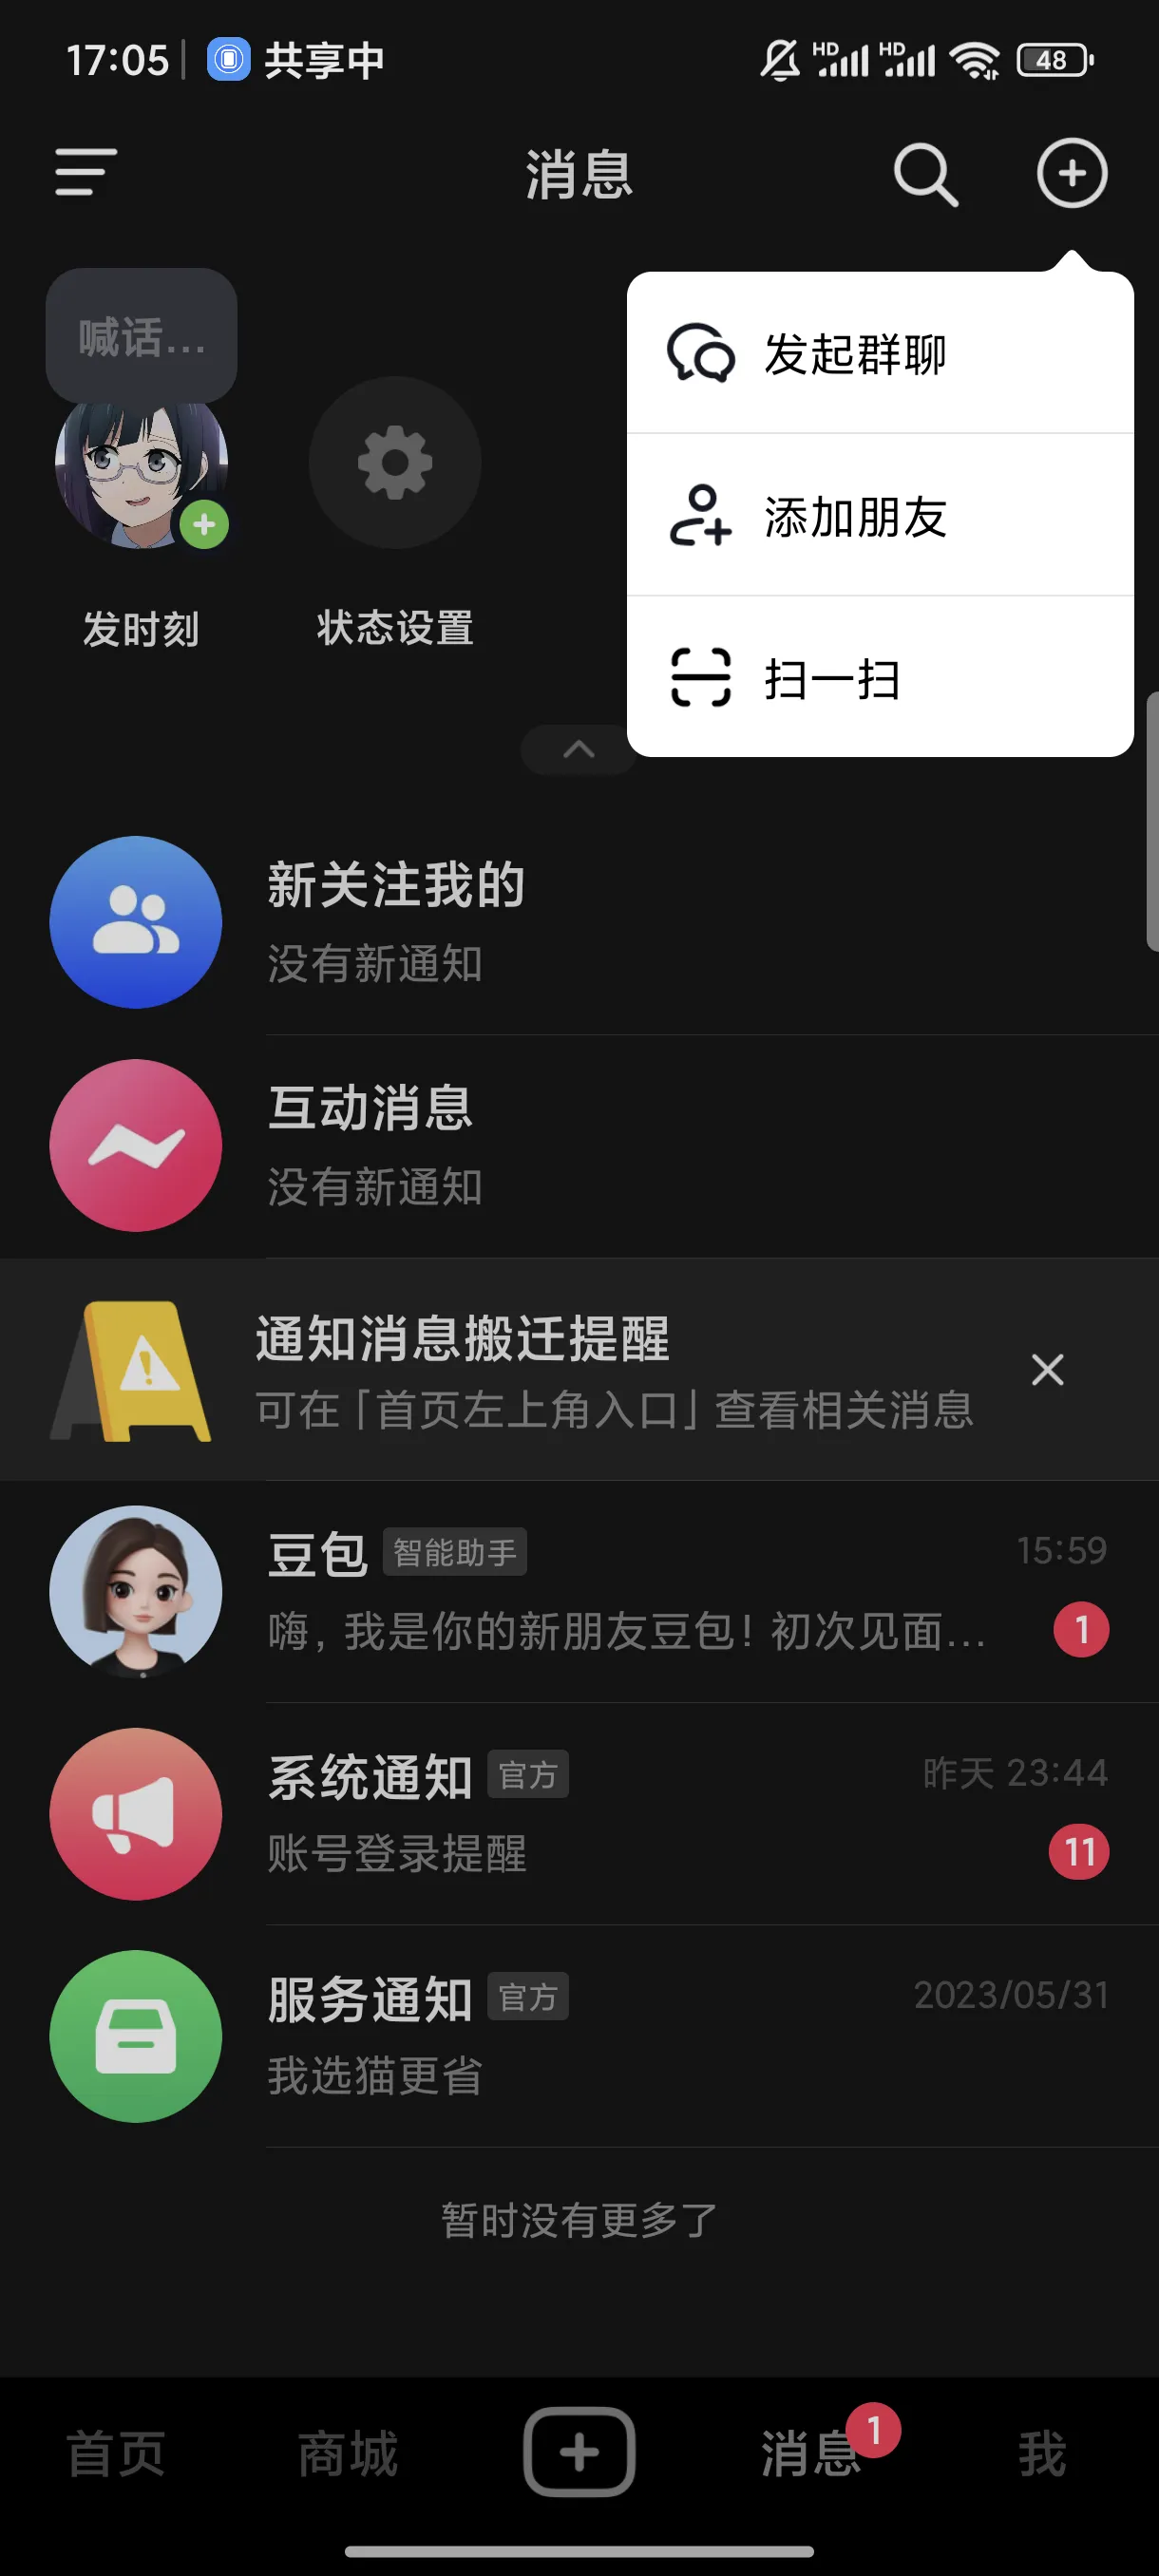 17:05 共享中 HD HD 48
消息
喊话...
发起群聊
添加朋友
发时刻 状态设置
扫一扫
新关注我的
没有新通知
互动消息
没有新通知
通知消息搬迁提醒
可在「首页左上角入口」查看相关消息
豆包 智能助手 15:59
嗨，我是你的新朋友豆包！初次见面... 1
系统通知 官方 昨天 23:44
账号登录提醒 11
服务通知 官方 2023/05/31
我选猫更省
暂时没有更多了
首页 商城 消息 1 我